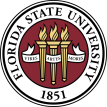 FLORIDA STATE UNIVERSITY
VIRES ARTES MORES
1851